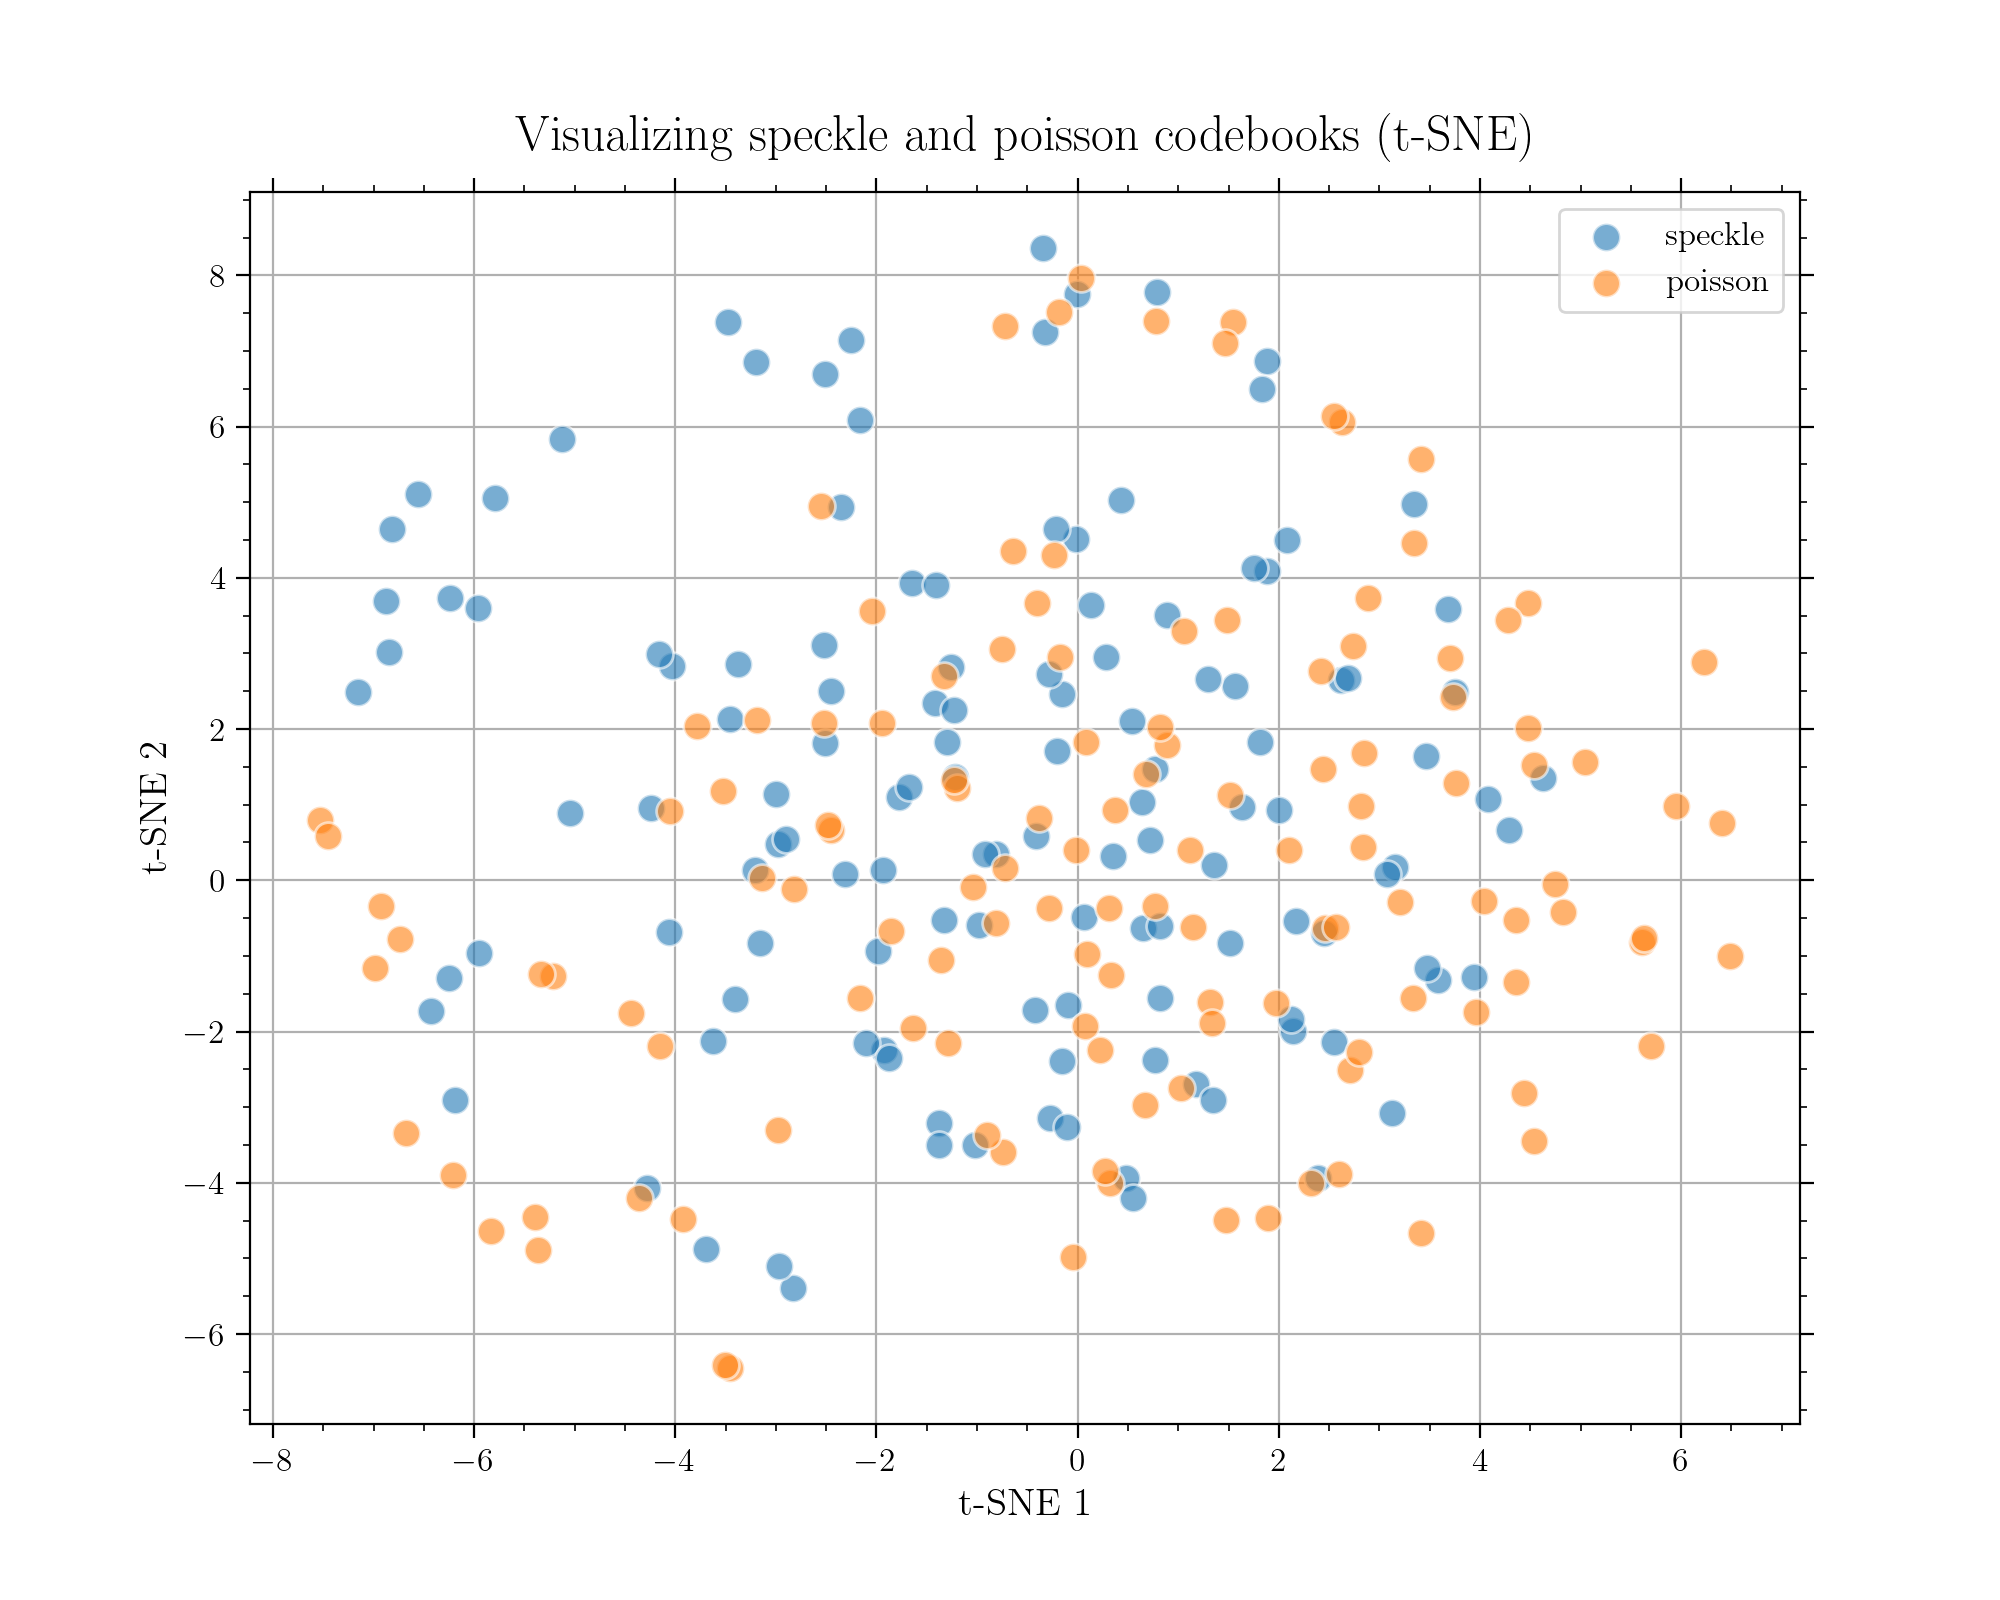 Visualizing speckle and poisson codebooks (t-SNE)
speckle
poisson
8
6
4
2
0
−2
−4
−6
t-SNE 2
−8 −6 −4 −2 0 2 4 6
t-SNE 1